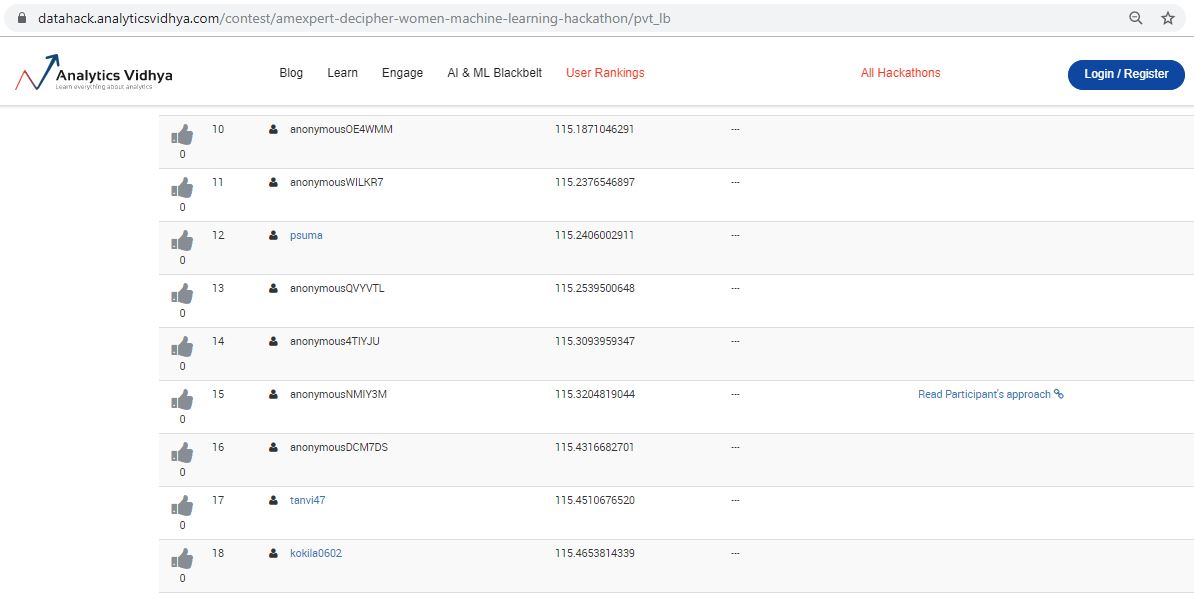 datahack.analyticsvidhya.com/contest/amexpert-decipher-women-machine-learning-hackathon/pvt_lb
Analytics Vidhya
Learn everything about analytics
Blog Learn Engage AI & ML Blackbelt User Rankings All Hackathons Login / Register
10 anonymousOE4WMM 115.1871046291 ---
0
11 anonymousWILKR7 115.2376546897 ---
0
12 psuma 115.2406002911 ---
0
13 anonymousQVYVTL 115.2539500648 ---
0
14 anonymous4TIYJU 115.3093959347 ---
0
15 anonymousNMIY3M 115.3204819044 --- Read Participant's approach
0
16 anonymousDCM7DS 115.4316682701 ---
0
17 tanvi47 115.4510676520 ---
0
18 kokila0602 115.4653814339 ---
0